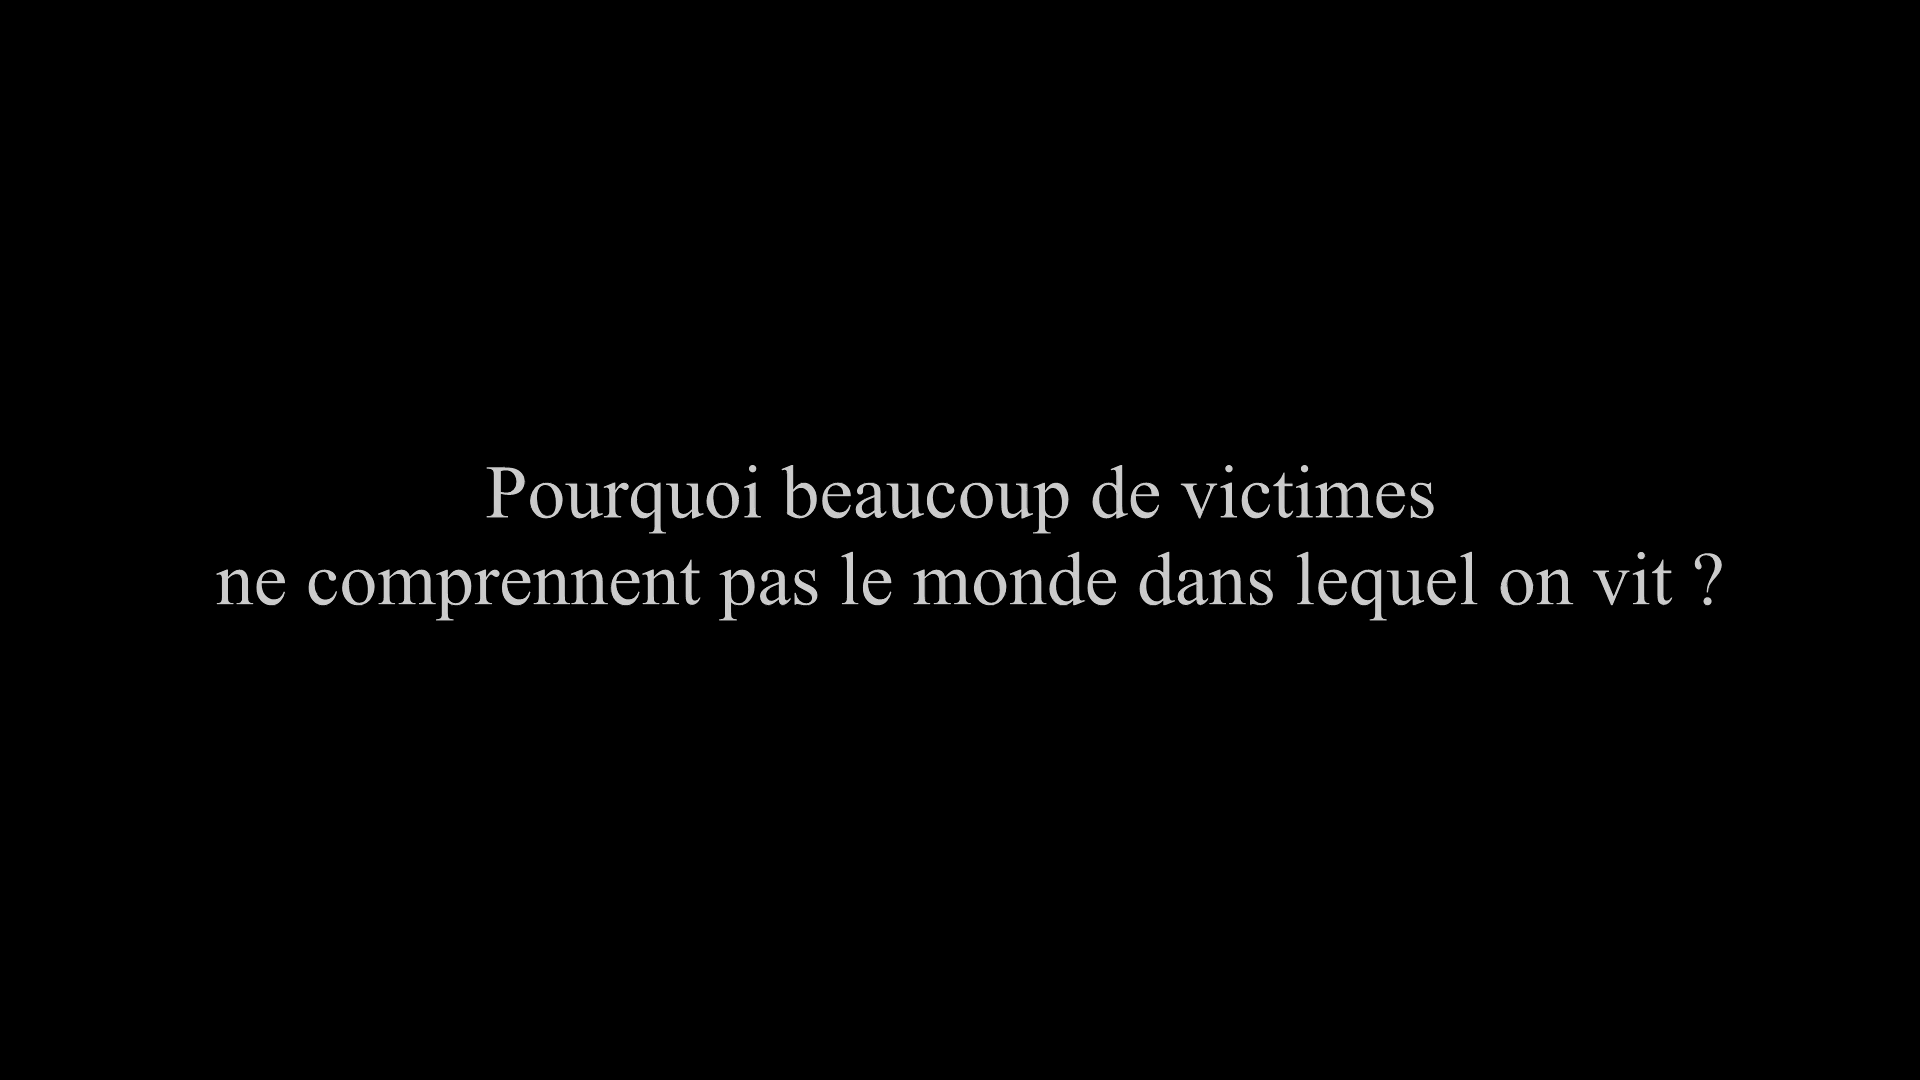 Pourquoi beaucoup de victimes
ne comprennent pas le monde dans lequel on vit ?